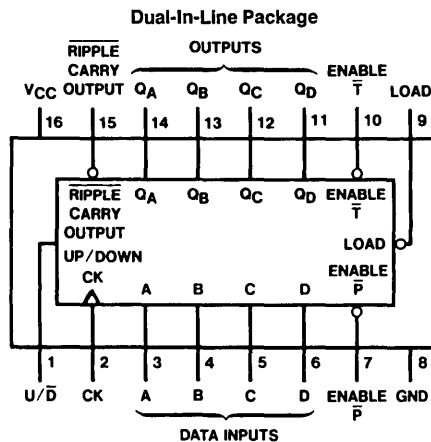 Dual-In-Line Package
RIPPLE
CARRY
OUTPUT
OUTPUTS
ENABLE
T̅
LOAD
VCC
QA
QB
QC
QD
16
15
14
13
12
11
10
9
RIPPLE
CARRY
OUTPUT
QA
QB
QC
QD
ENABLE
T̅
LOAD
UP/DOWN
CK
A
B
C
D
ENABLE
P̅
1
2
3
4
5
6
7
8
U/D̅
CK
A
B
C
D
ENABLE
P̅
GND
DATA INPUTS